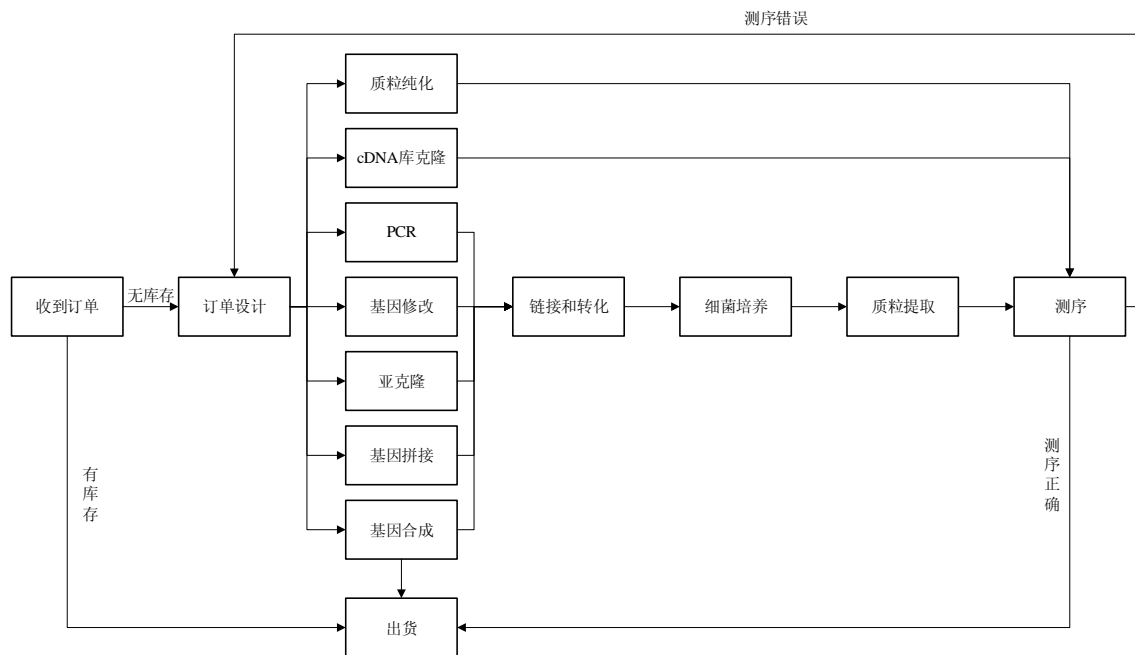 测序错误
质粒纯化
cDNA库克隆
PCR
收到订单
无库存
订单设计
基因修改
链接和转化
细菌培养
质粒提取
测序
亚克隆
基因拼接
有库存
测序正确
基因合成
出货